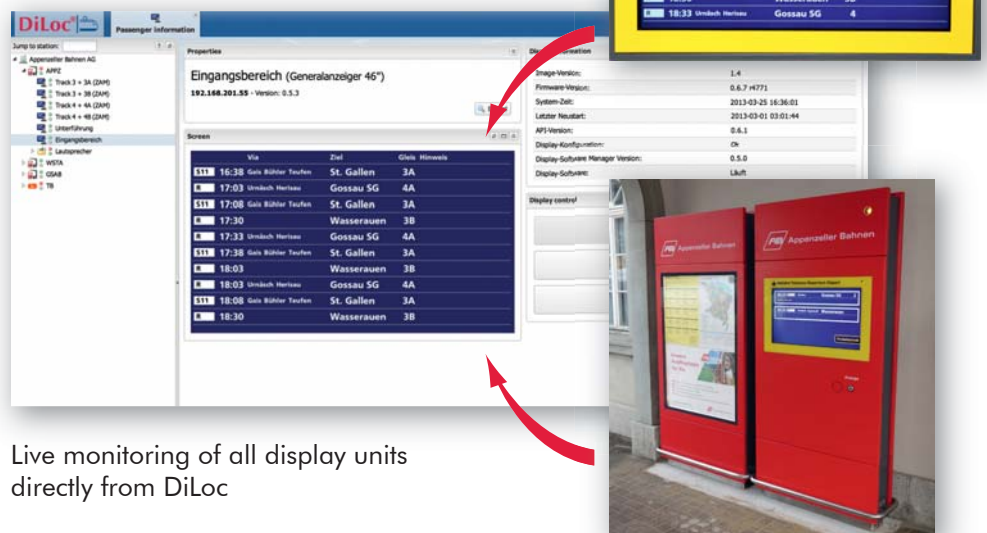 DiLoc
Passenger information
18:30 Wasserauen 3B
R 18:33 Urnäsch Herisau Gossau SG 4
Jump to station:
Appenzeller Bahnen AG
APPZ
Track 3 + 3A (ZAM)
Track 3 + 3B (ZAM)
Track 4 + 4A (ZAM)
Track 4 + 4B (ZAM)
Unterführung
Eingangsbereich
Lautsprecher
WSTA
GSAB
TB
Properties
Eingangsbereich (Generalanzeiger 46")
192.168.201.55 - Version: 0.5.3
Screen
Via Ziel Gleis Hinweis
S11 16:38 Gais Bühler Teufen St. Gallen 3A
R 17:03 Urnäsch Herisau Gossau SG 4A
S11 17:08 Gais Bühler Teufen St. Gallen 3A
R 17:30 Wasserauen 3B
R 17:33 Urnäsch Herisau Gossau SG 4A
S11 17:38 Gais Bühler Teufen St. Gallen 3A
R 18:03 Wasserauen 3B
R 18:03 Urnäsch Herisau Gossau SG 4A
S11 18:08 Gais Bühler Teufen St. Gallen 3A
R 18:30 Wasserauen 3B
Image-Version: 1.4
Firmware-Version: 0.6.7 r4771
System-Zeit: 2013-03-25 16:36:01
Letzter Neustart: 2013-03-01 03:01:44
API-Version: 0.6.1
Display-Konfiguration: Ok
Display-Software Manager Version: 0.5.0
Display-Software: Läuft
Display control
Appenzeller Bahnen
Appenzeller Bahnen
Live monitoring of all display units
directly from DiLoc